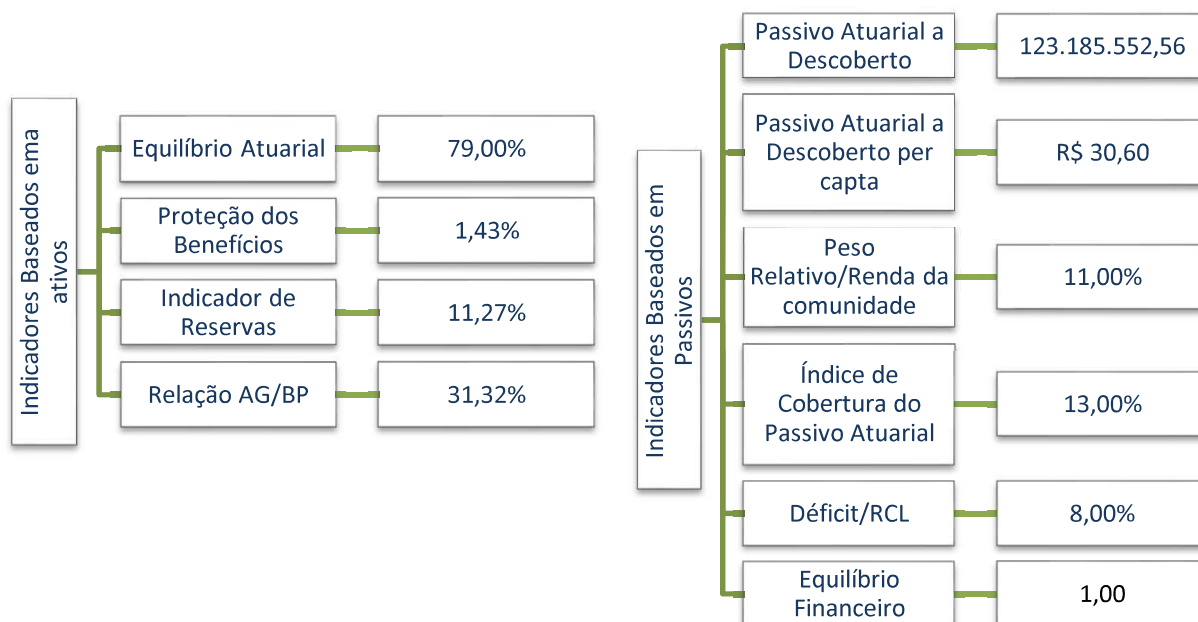 Indicadores Baseados ema
ativos
Equilíbrio Atuarial
79,00%
Proteção dos
Benefícios
1,43%
Indicador de
Reservas
11,27%
Relação AG/BP
31,32%
Indicadores Baseados em
Passivos
Passivo Atuarial a
Descoberto
123.185.552,56
Passivo Atuarial a
Descoberto per
capta
R$ 30,60
Peso
Relativo/Renda da
comunidade
11,00%
Índice de
Cobertura do
Passivo Atuarial
13,00%
Déficit/RCL
8,00%
Equilíbrio
Financeiro
1,00